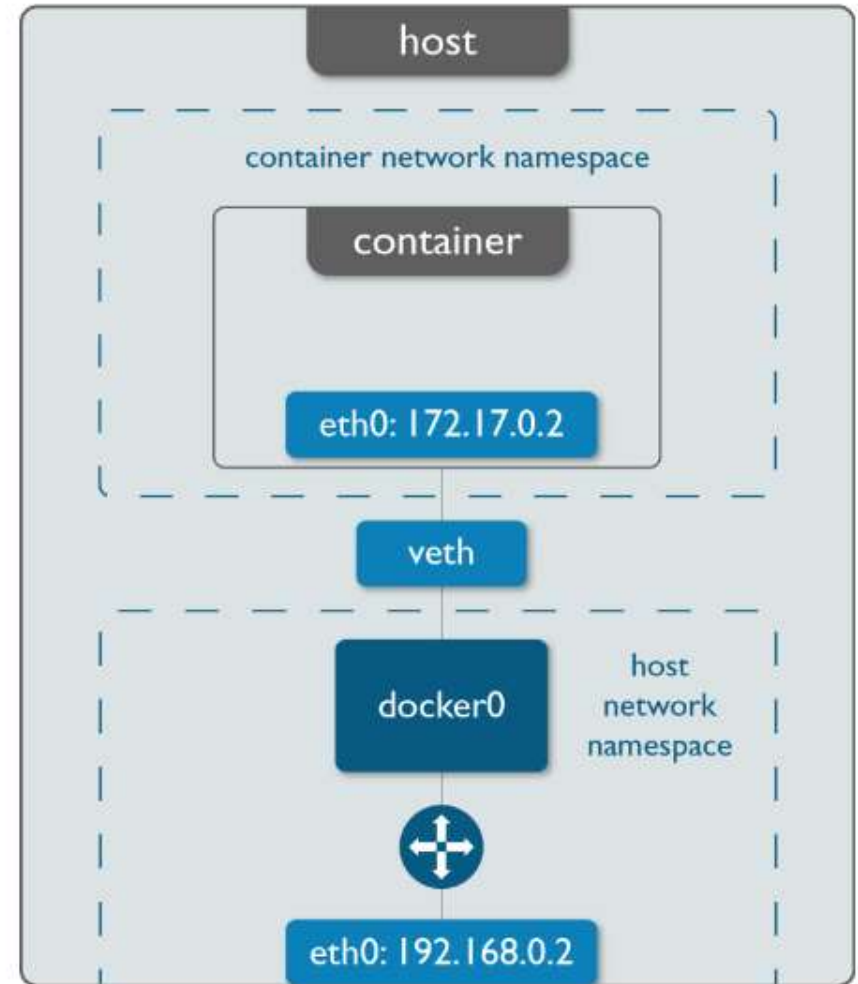 host
container network namespace
container
eth0: 172.17.0.2
veth
docker0
host
network
namespace
eth0: 192.168.0.2